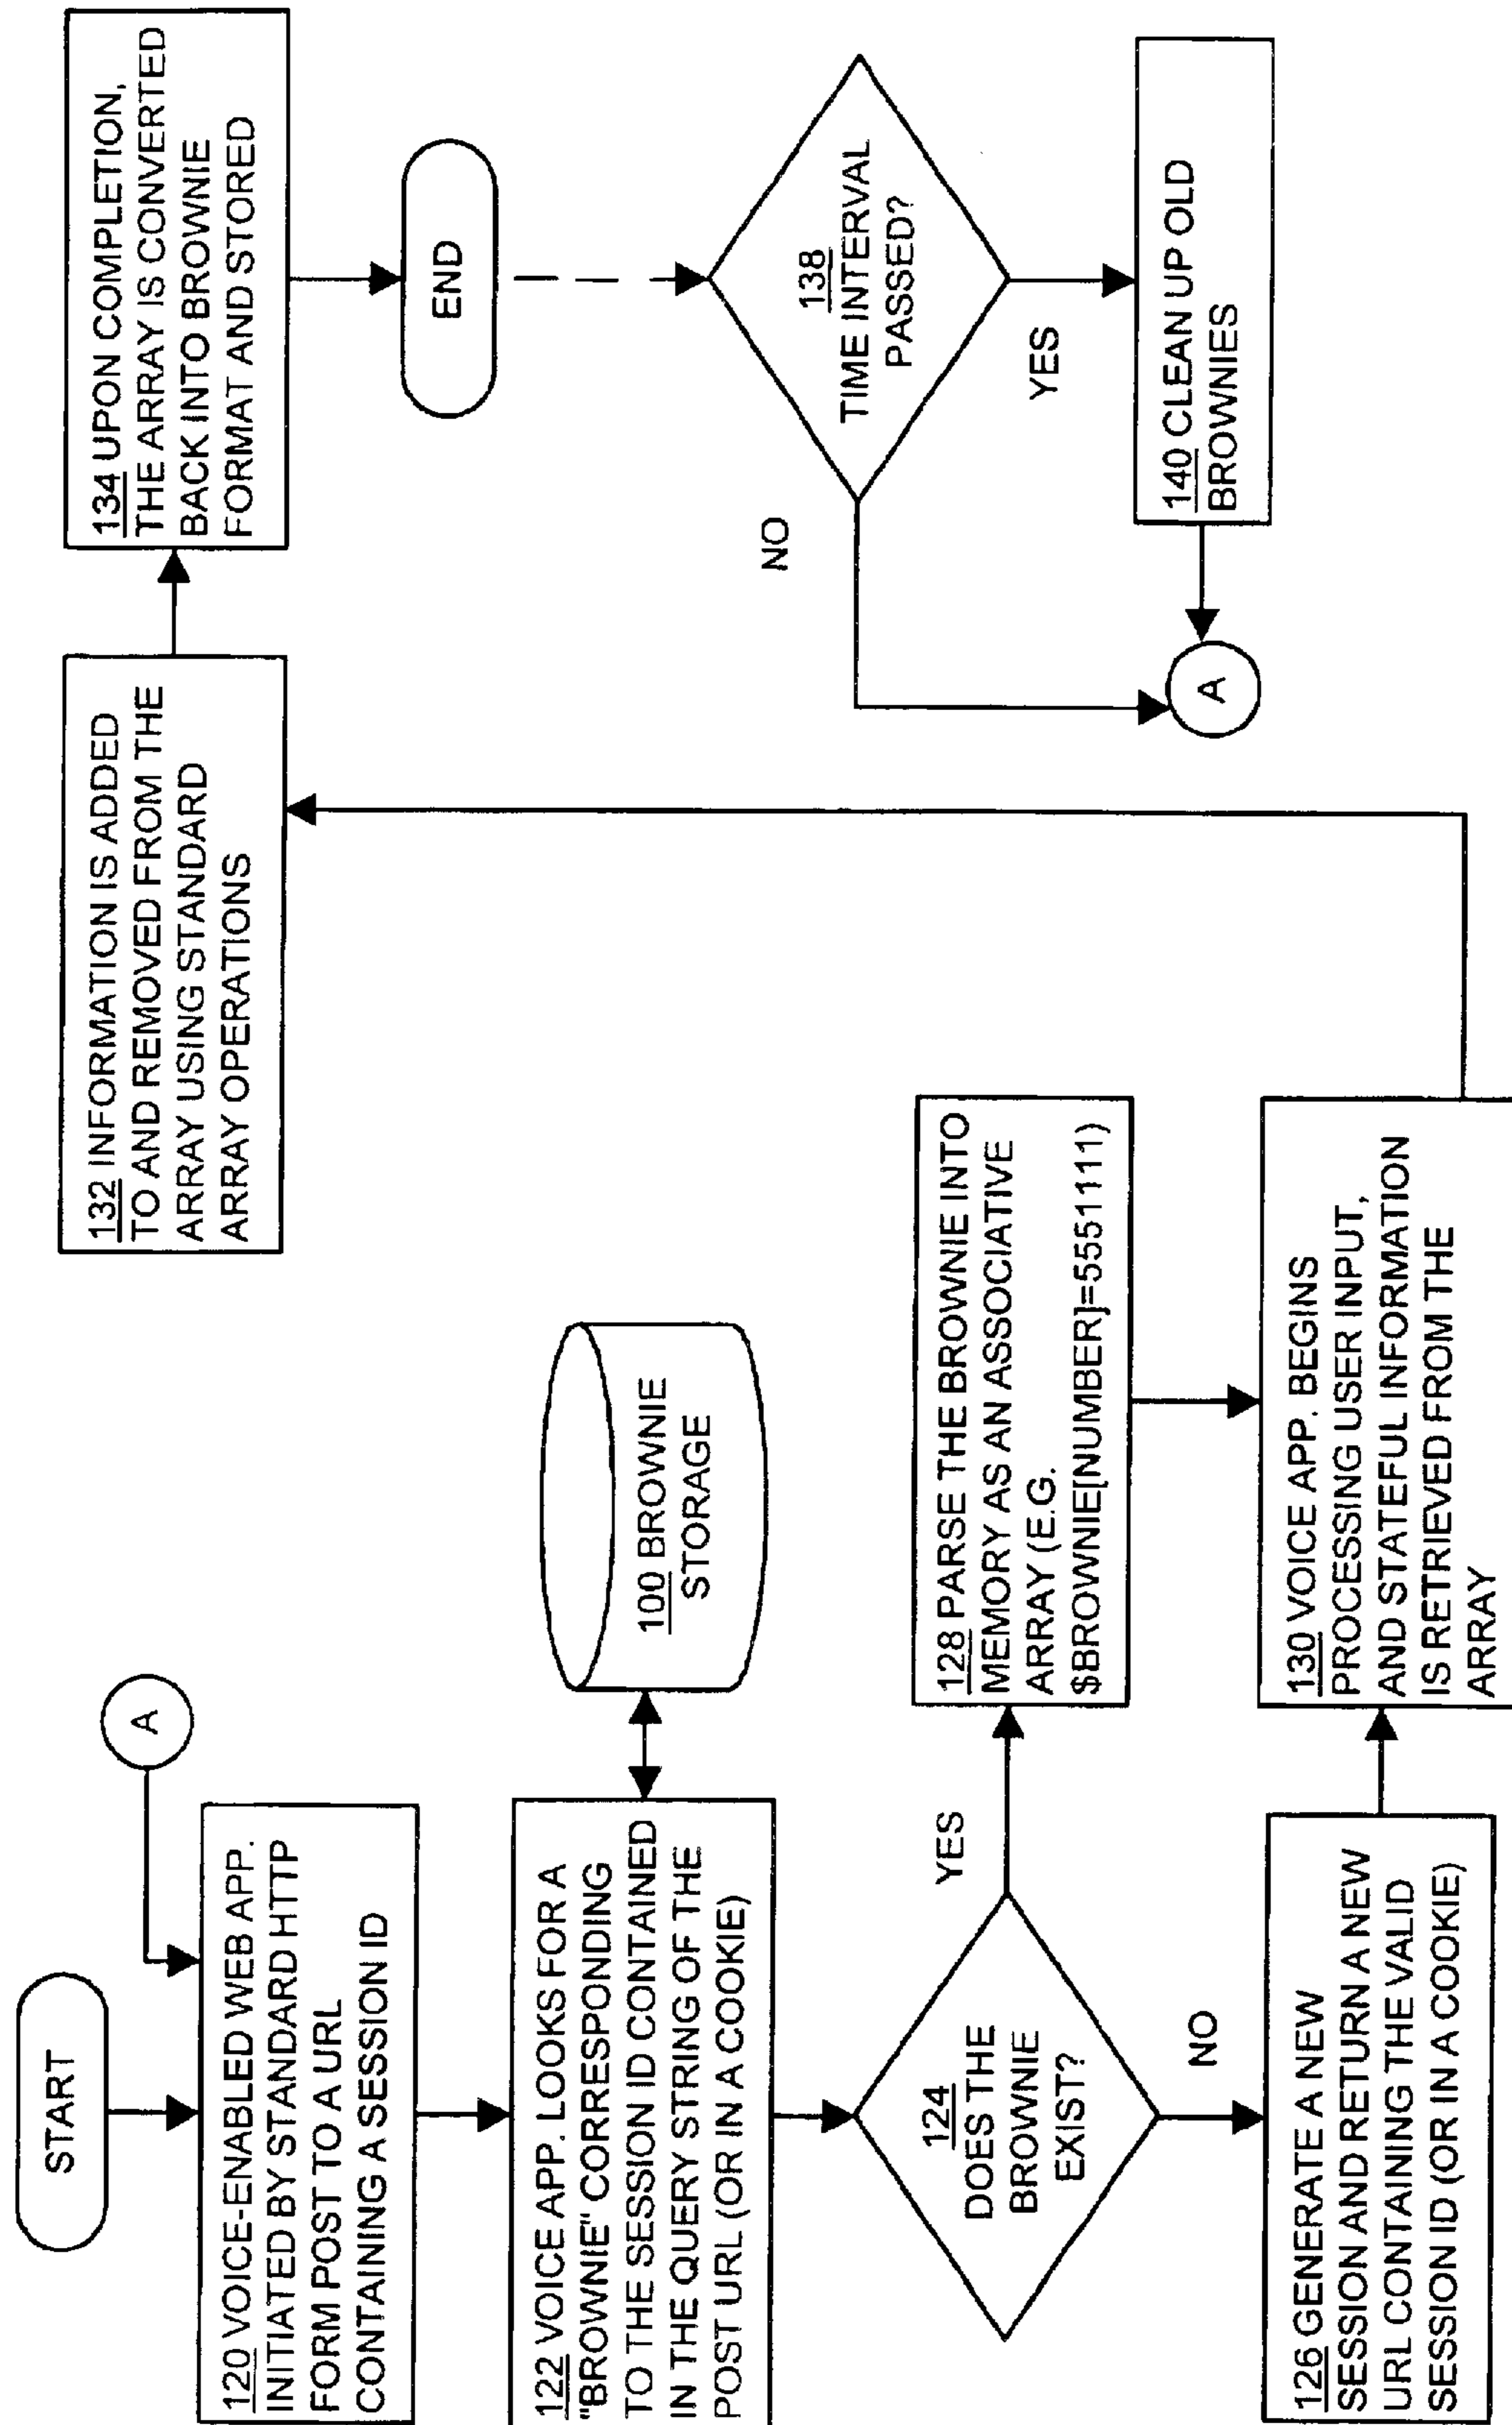 START
A
120 VOICE-ENABLED WEB APP.
INITIATED BY STANDARD HTTP
FORM POST TO A URL
CONTAINING A SESSION ID
122 VOICE APP. LOOKS FOR A
"BROWNIE" CORRESPONDING
TO THE SESSION ID CONTAINED
IN THE QUERY STRING OF THE
POST URL (OR IN A COOKIE)
100 BROWNIE
STORAGE
124
DOES THE
BROWNIE
EXIST?
YES
NO
128 PARSE THE BROWNIE INTO
MEMORY AS AN ASSOCIATIVE
ARRAY (E.G.
$BROWNIE[NUMBER]=5551111)
126 GENERATE A NEW
SESSION AND RETURN A NEW
URL CONTAINING THE VALID
SESSION ID (OR IN A COOKIE)
130 VOICE APP. BEGINS
PROCESSING USER INPUT,
AND STATEFUL INFORMATION
IS RETRIEVED FROM THE
ARRAY
132 INFORMATION IS ADDED
TO AND REMOVED FROM THE
ARRAY USING STANDARD
ARRAY OPERATIONS
134 UPON COMPLETION,
THE ARRAY IS CONVERTED
BACK INTO BROWNIE
FORMAT AND STORED
END
138
TIME INTERVAL
PASSED?
NO
YES
140 CLEAN UP OLD
BROWNIES
A